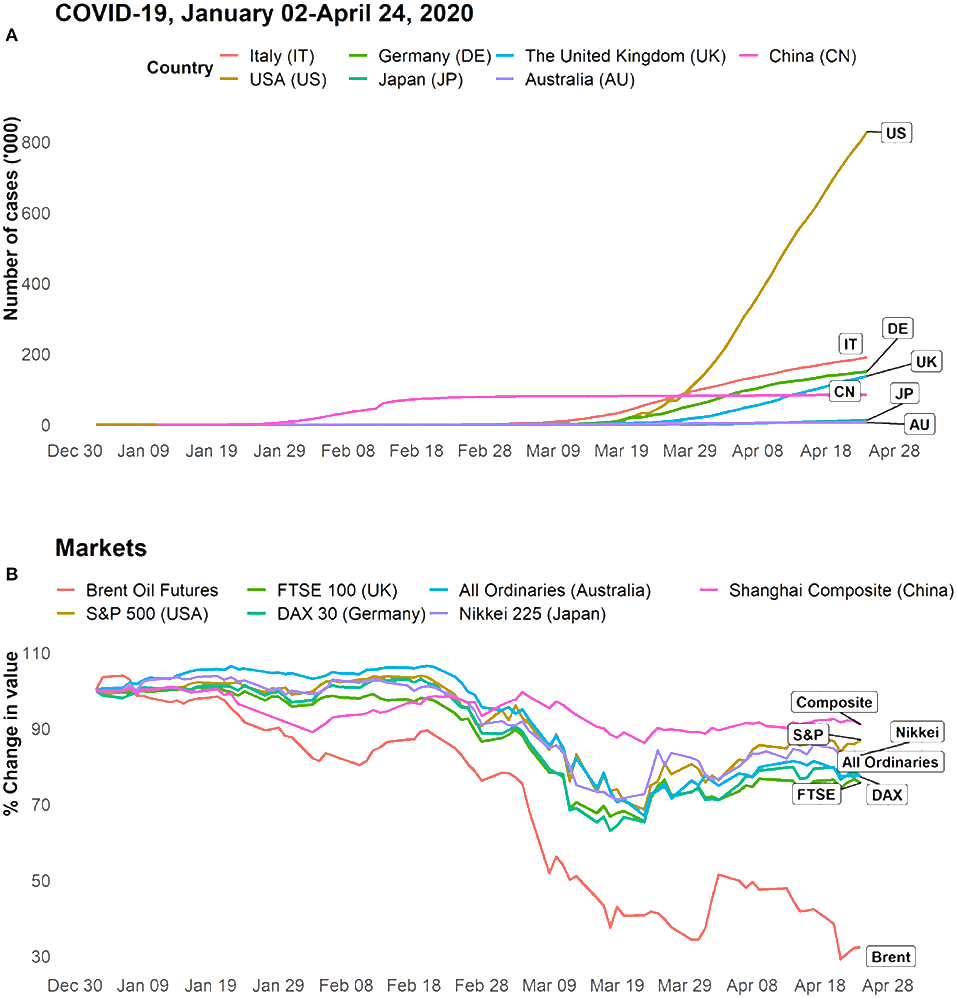 COVID-19, January 02-April 24, 2020
A
Country
Italy (IT) Germany (DE) The United Kingdom (UK) China (CN)
USA (US) Japan (JP) Australia (AU)
Number of cases ('000)
800
600
400
200
0
US
DE
IT
UK
CN
JP
AU
Dec 30 Jan 09 Jan 19 Jan 29 Feb 08 Feb 18 Feb 28 Mar 09 Mar 19 Mar 29 Apr 08 Apr 18 Apr 28
Markets
B
Brent Oil Futures FTSE 100 (UK) All Ordinaries (Australia) Shanghai Composite (China)
S&P 500 (USA) DAX 30 (Germany) Nikkei 225 (Japan)
% Change in value
110
90
70
50
30
Composite
S&P
Nikkei
All Ordinaries
FTSE
DAX
Brent
Dec 30 Jan 09 Jan 19 Jan 29 Feb 08 Feb 18 Feb 28 Mar 09 Mar 19 Mar 29 Apr 08 Apr 18 Apr 28